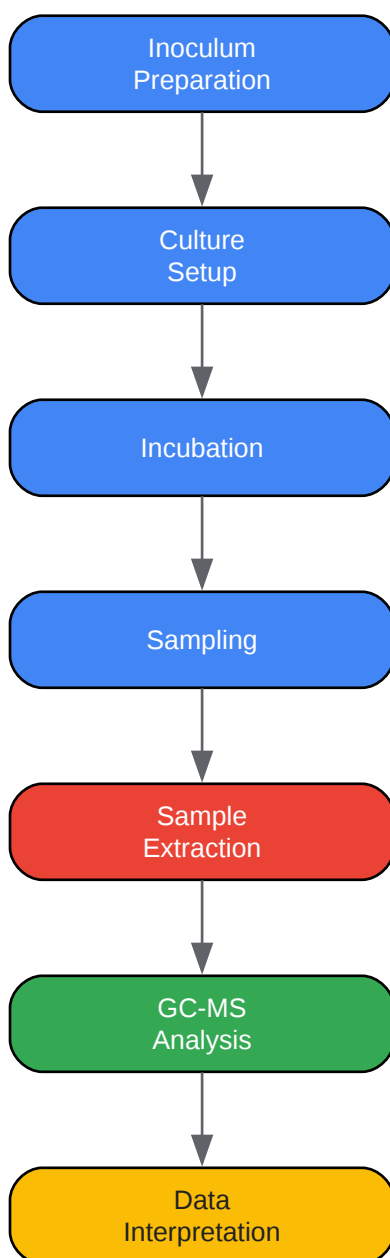 Inoculum
Preparation
Culture
Setup
Incubation
Sampling
Sample
Extraction
GC-MS
Analysis
Data
Interpretation